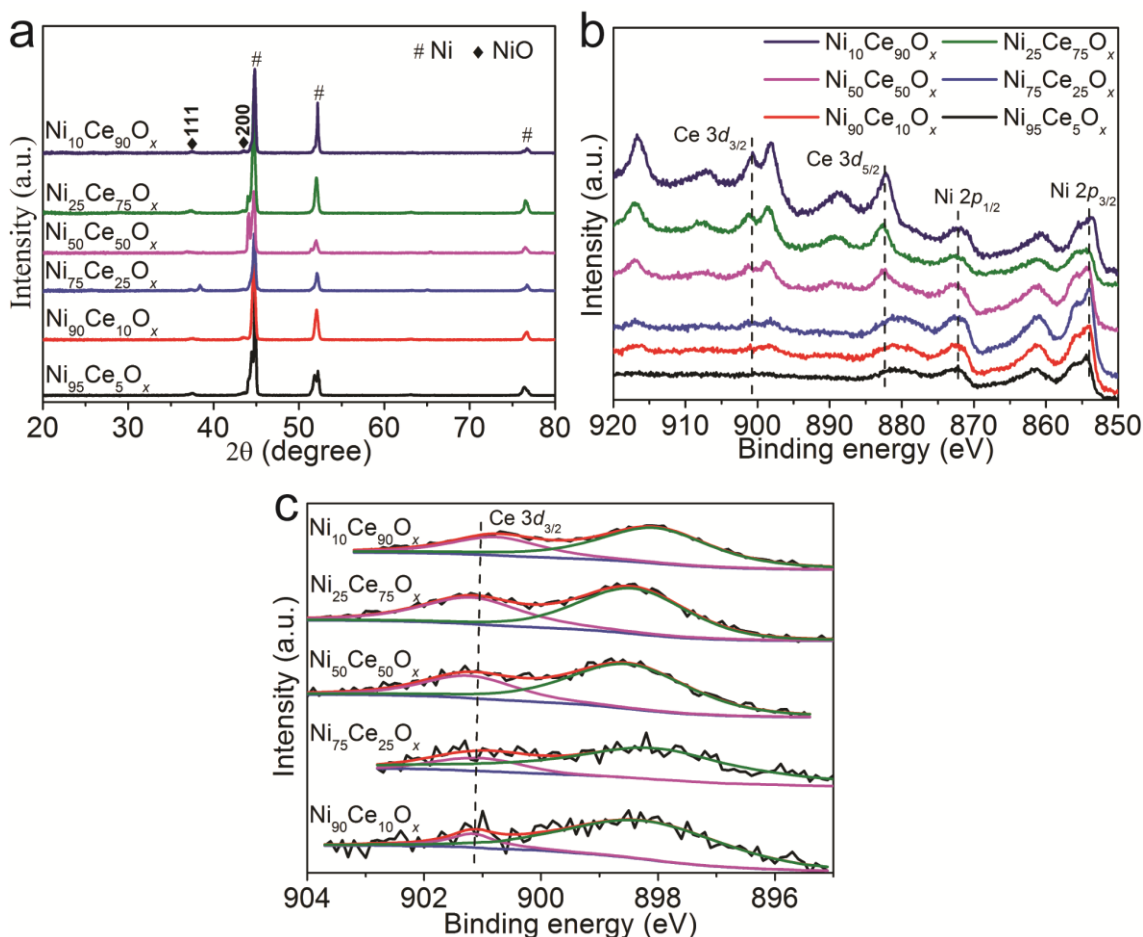 a
# Ni ◆ NiO
#
#
#
◆111
◆200
Ni10Ce90Ox
Ni25Ce75O
Ni50Ce50Ox
Ni75Ce25Ox
Ni90Ce10Ox
Ni95Ce5Ox
Intensity (a.u.)
20 30 40 50 60 70 80
2θ (degree)
b
Ni10Ce90Ox Ni25Ce75Ox
Ni50Ce50Ox Ni75Ce25Ox
Ni90Ce10Ox Ni95Ce5Ox
Ce 3d3/2
Ce 3d5/2
Ni 2p1/2
Ni 2p3/2
Intensity (a.u.)
920 910 900 890 880 870 860 850
Binding energy (eV)
c
Ce 3d3/2
Ni10Ce90Ox
Ni25Ce75Ox
Ni50Ce50Ox
Ni75Ce25Ox
Ni90Ce10Ox
Intensity (a.u.)
904 902 900 898 896
Binding energy (eV)